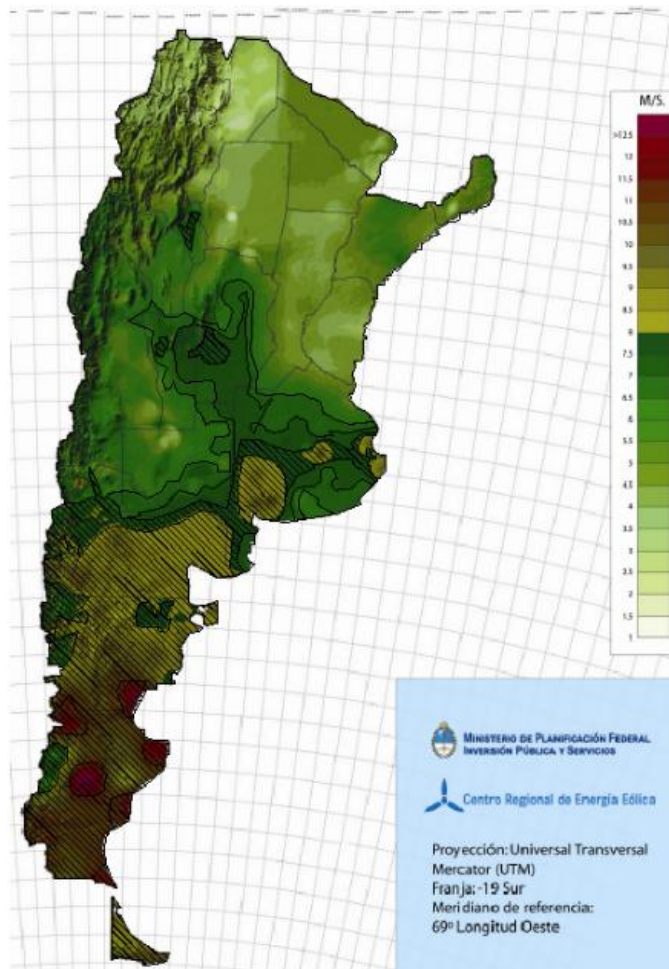 M/S.
>12.5
12
11.5
11
10.5
10
9.5
9
8.5
8
7.5
7
6.5
6
5.5
5
4.5
4
3.5
3
2.5
2
1.5
1
MINISTERIO DE PLANIFICACIÓN FEDERAL
INVERSIÓN PÚBLICA Y SERVICIOS
Centro Regional de Energía Eólica
Proyección: Universal Transversal
Mercator (UTM)
Franja: -19 Sur
Meridiano de referencia:
69º Longitud Oeste